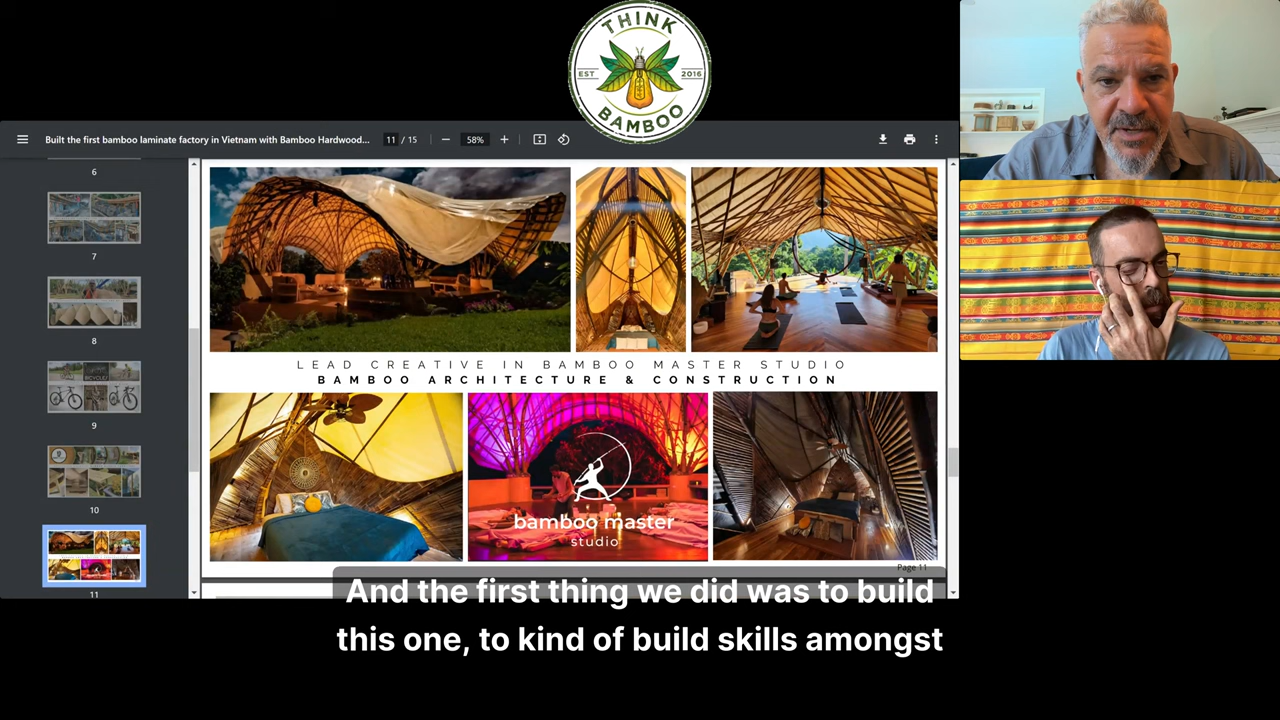 THINK
EST
2016
BAMBOO
Built the first bamboo laminate factory in Vietnam with Bamboo Hardwood...
11 / 15
58%
6
7
8
9
10
11
LEAD CREATIVE IN BAMBOO MASTER STUDIO
BAMBOO ARCHITECTURE & CONSTRUCTION
bamboo master
studio
Page 11
And the first thing we did was to build
this one, to kind of build skills amongst